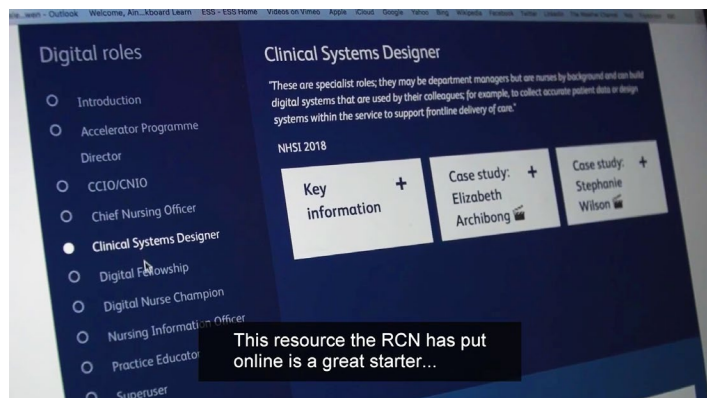 Outlook Welcome, Ain...kboard Learn ESS - ESS Home Videos on Vimeo Apple iCloud Google Yahoo Bing Wikipedia Facebook Twitter LinkedIn The Weather Channel Yelp
Digital roles
Introduction
Accelerator Programme
Director
CCIO/CNIO
Chief Nursing Officer
Clinical Systems Designer
Digital Fellowship
Digital Nurse Champion
Nursing Information Officer
Practice Educator
Superuser
Clinical Systems Designer
"These are specialist roles; they may be department managers but are nurses by background and can build
digital systems that are used by their colleagues; for example, to collect accurate patient data or design
systems within the service to support frontline delivery of care."
NHSI 2018
Key +
information
Case study: +
Elizabeth
Archibong
Case study: +
Stephanie
Wilson
This resource the RCN has put
online is a great starter...